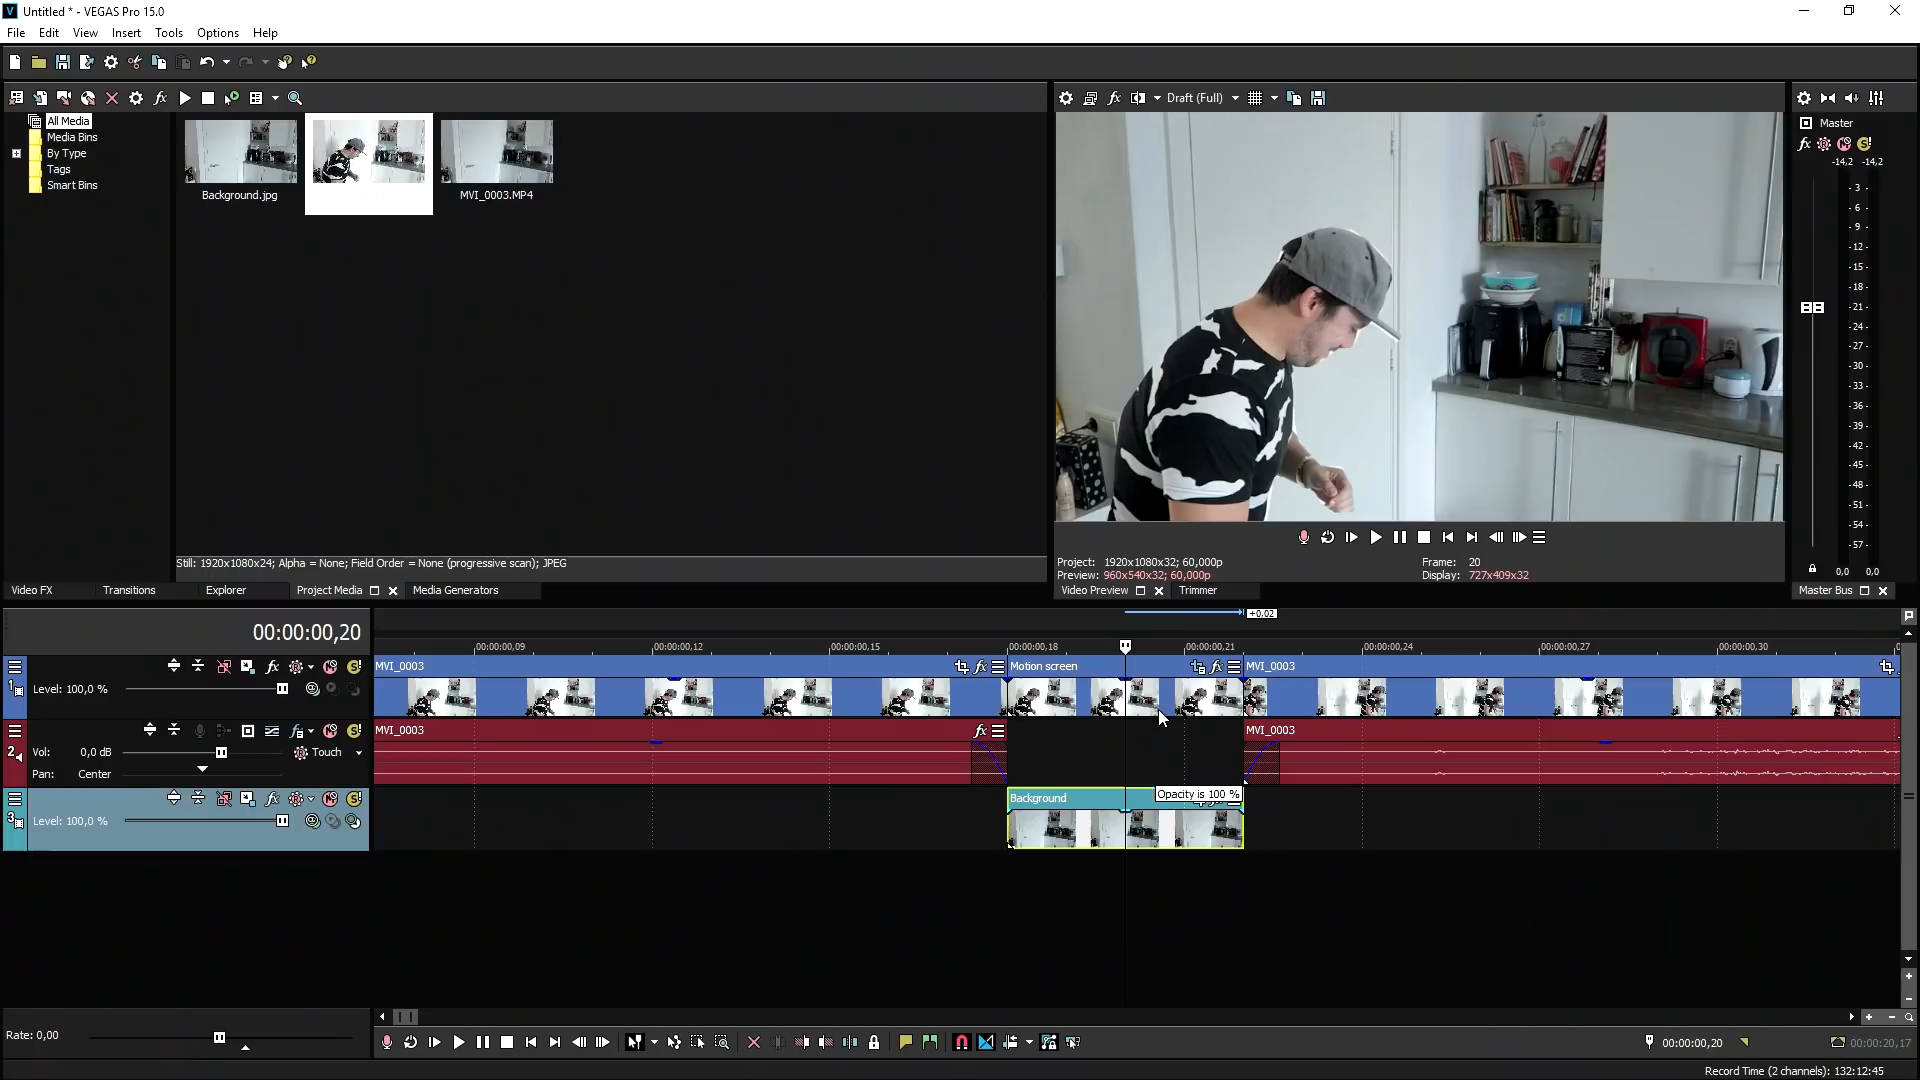 Untitled * - VEGAS Pro 15.0
File Edit View Insert Tools Options Help
All Media
Media Bins
By Type
Tags
Smart Bins
Background.jpg
MVI_0003.MP4
Still: 1920x1080x24; Alpha = None; Field Order = None (progressive scan); JPEG
Video FX Transitions Explorer Project Media Media Generators
Draft (Full)
Project: 1920x1080x32; 60,000p
Frame: 20
Preview: 960x540x32; 60,000p
Display: 727x409x32
Video Preview Trimmer
Master
-14,2 -14,2
3
6
9
12
15
18
21
24
27
30
33
36
39
42
45
48
51
54
57
0,0 0,0
Master Bus
+0.02
00:00:00,20
00:00:00,09 00:00:00,12 00:00:00,15 00:00:00,18 00:00:00,21 00:00:00,24 00:00:00,27 00:00:00,30
MVI_0003 Motion screen MVI_0003
1
Level: 100,0 %
MVI_0003 MVI_0003
2
Vol: 0,0 dB Touch
Pan: Center
Background
Opacity is 100 %
3
Level: 100,0 %
Rate: 0,00
00:00:00,20
00:00:20,17
Record Time (2 channels): 132:12:45